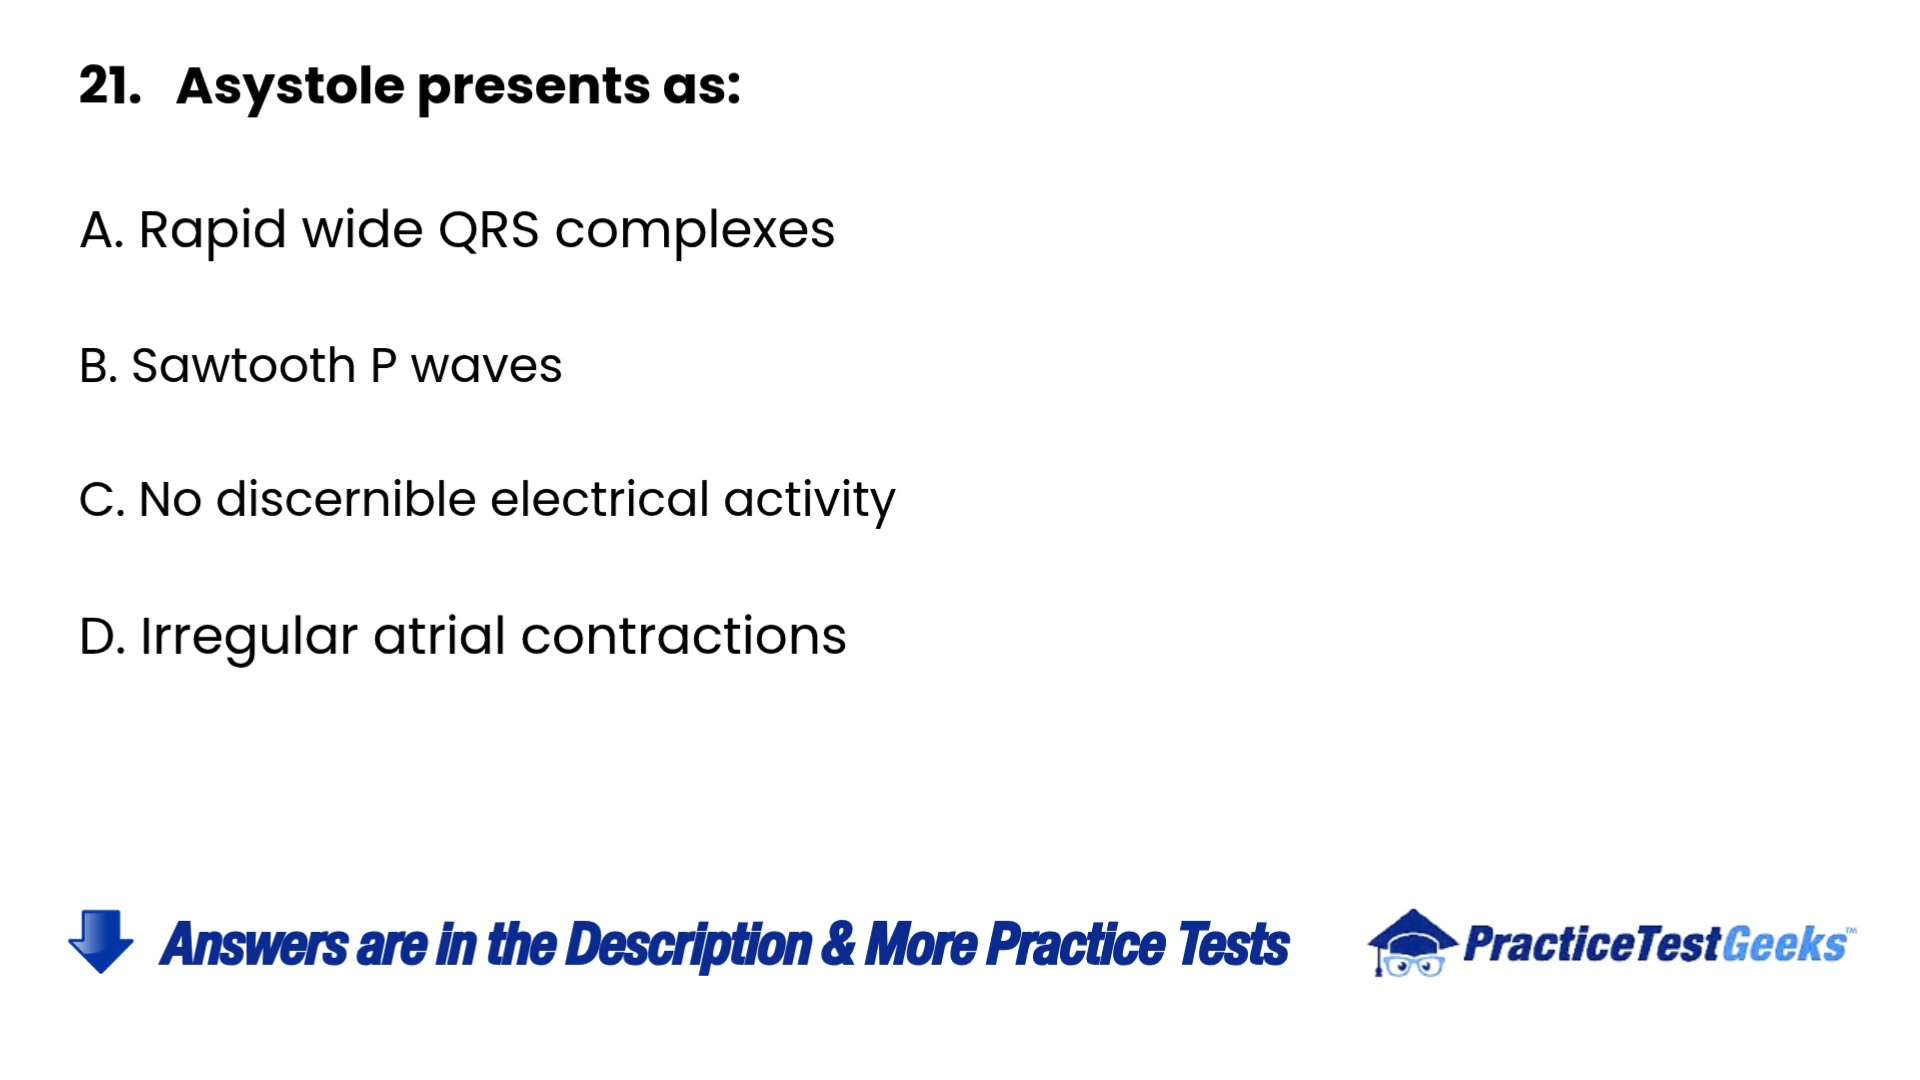 21. Asystole presents as:
A. Rapid wide QRS complexes
B. Sawtooth P waves
C. No discernible electrical activity
D. Irregular atrial contractions
Answers are in the Description & More Practice Tests
PracticeTestGeeks™